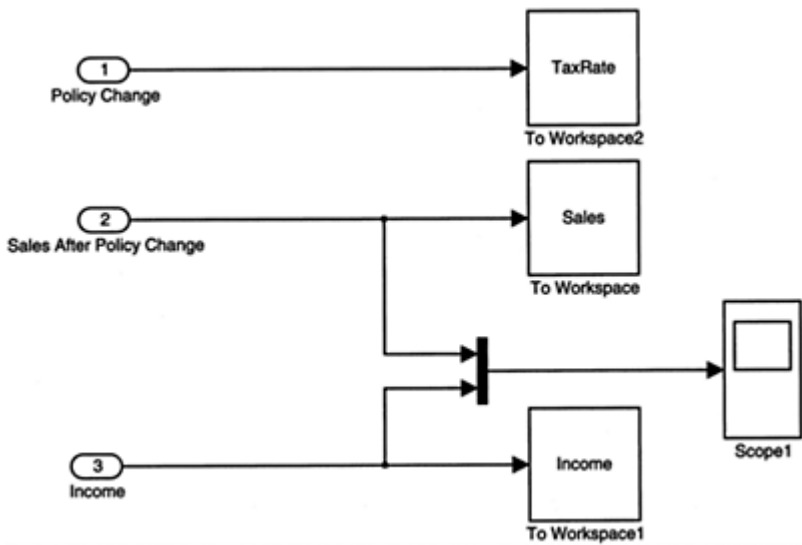 1
Policy Change
TaxRate
To Workspace2
2
Sales After Policy Change
Sales
To Workspace
3
Income
Income
To Workspace1
Scope1